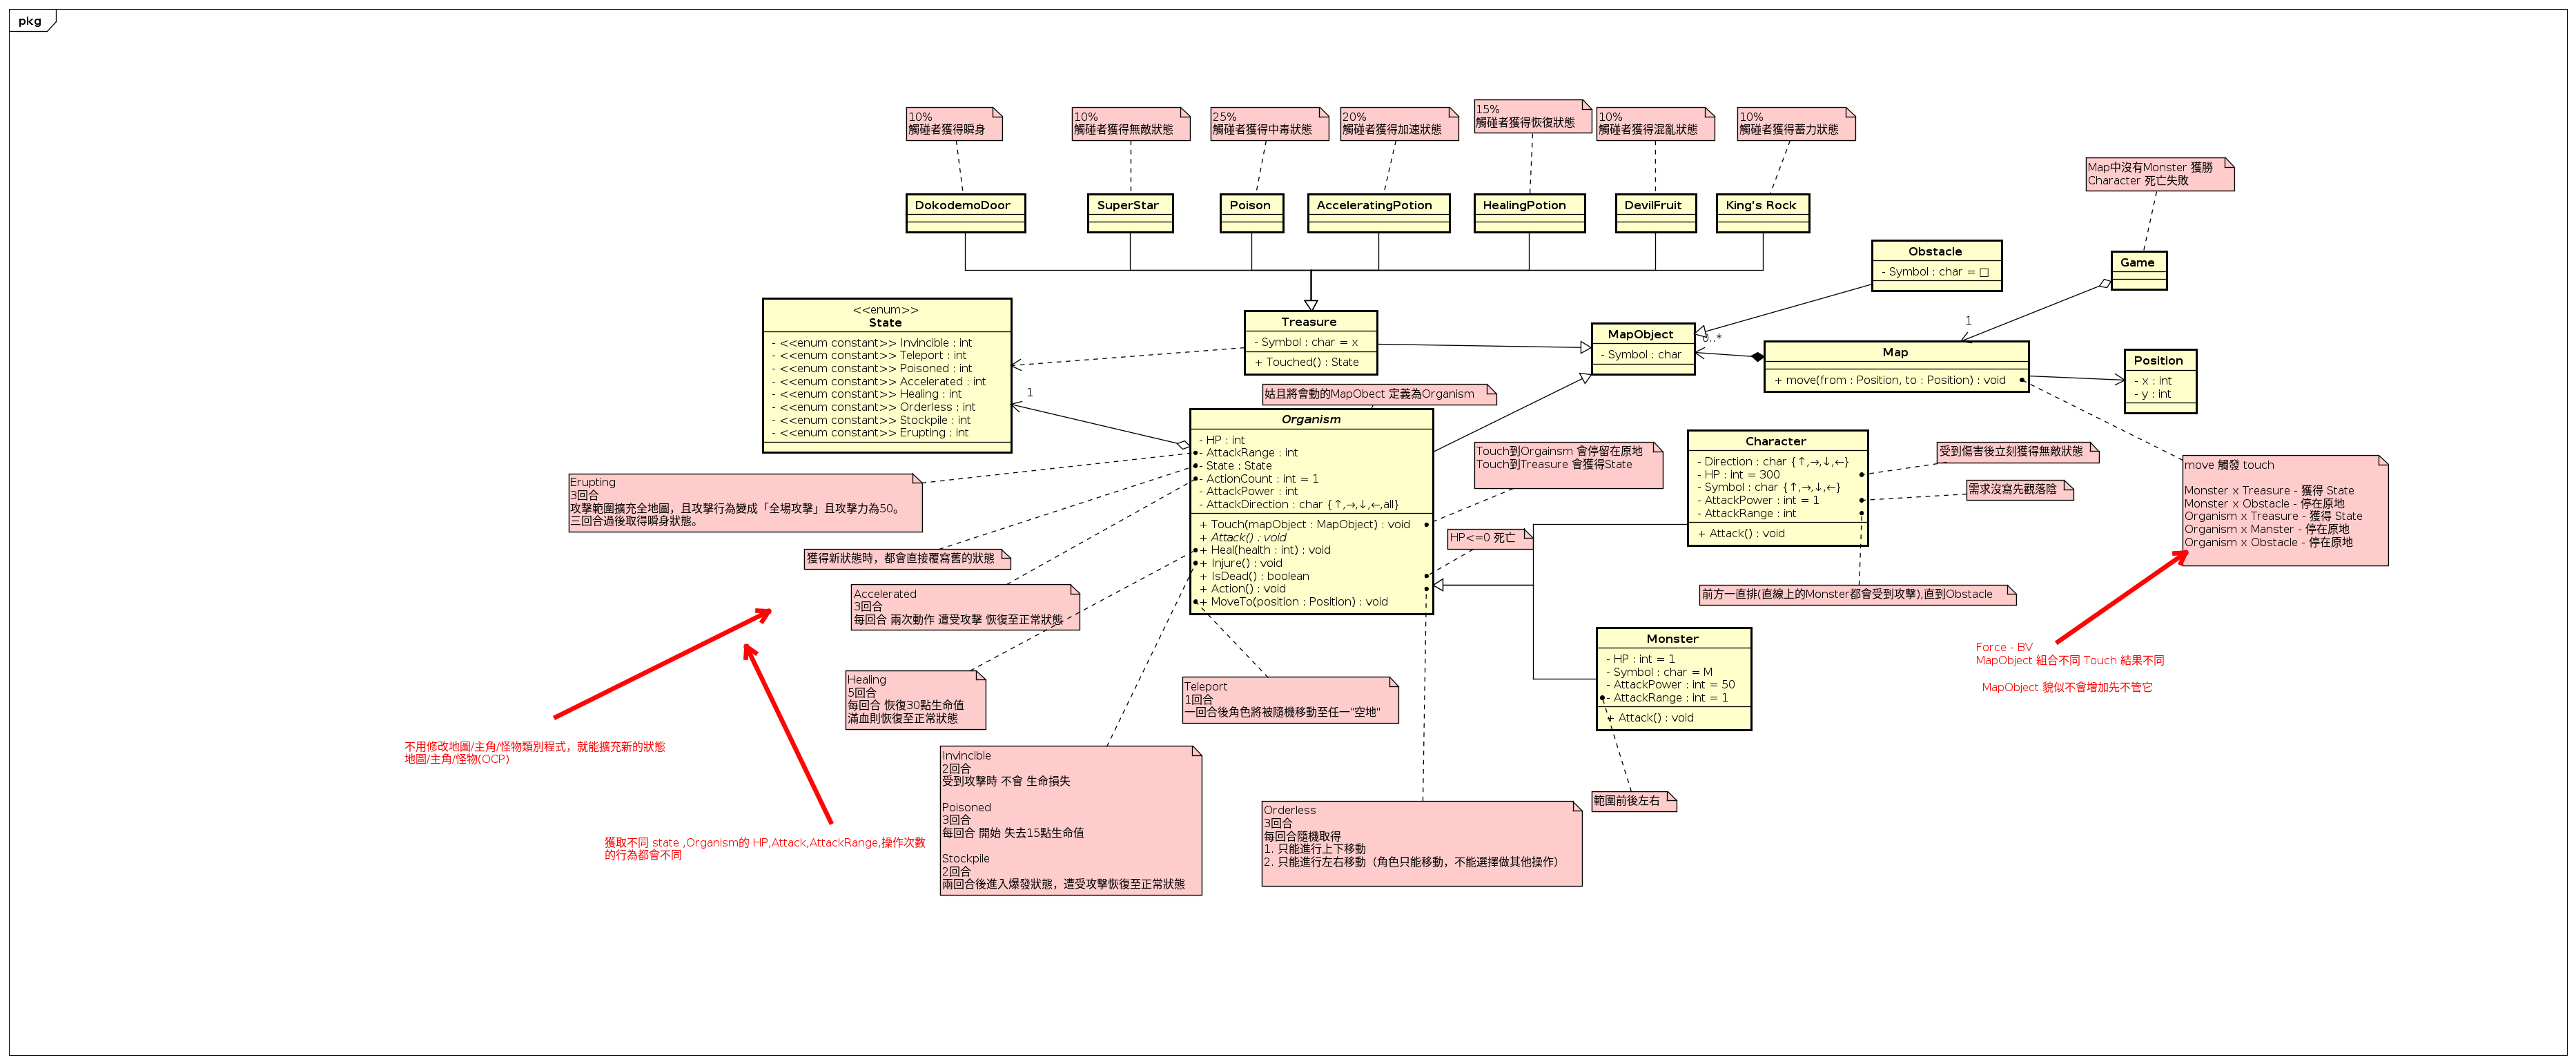 pkg
10%
觸碰者獲得瞬身
10%
觸碰者獲得無敵狀態
25%
觸碰者獲得中毒狀態
20%
觸碰者獲得加速狀態
15%
觸碰者獲得恢復狀態
10%
觸碰者獲得混亂狀態
10%
觸碰者獲得蓄力狀態
Map中沒有Monster 獲勝
Character 死亡失敗
DokodemoDoor
SuperStar
Poison
AcceleratingPotion
HealingPotion
DevilFruit
King's Rock
Obstacle
- Symbol : char = □
Game
<<enum>>
State
- <<enum constant>> Invincible : int
- <<enum constant>> Teleport : int
- <<enum constant>> Poisoned : int
- <<enum constant>> Accelerated : int
- <<enum constant>> Healing : int
- <<enum constant>> Orderless : int
- <<enum constant>> Stockpile : int
- <<enum constant>> Erupting : int
1
Treasure
- Symbol : char = x
+ Touched() : State
MapObject
- Symbol : char
0..*
1
Map
+ move(from : Position, to : Position) : void
Position
- x : int
- y : int
姑且將會動的MapObect 定義為Organism
Organism
- HP : int
- AttackRange : int
- State : State
- ActionCount : int = 1
- AttackPower : int
- AttackDirection : char {↑,→,↓,←,all}
+ Touch(mapObject : MapObject) : void
+ Attack() : void
+ Heal(health : int) : void
+ Injure() : void
+ IsDead() : boolean
+ Action() : void
+ MoveTo(position : Position) : void
Touch到Orgainsm 會停留在原地
Touch到Treasure 會獲得State
Character
- Direction : char {↑,→,↓,←}
- HP : int = 300
- Symbol : char {↑,→,↓,←}
- AttackPower : int = 1
- AttackRange : int
+ Attack() : void
受到傷害後立刻獲得無敵狀態
需求沒寫先觀落陰
move 觸發 touch
Monster x Treasure - 獲得 State
Monster x Obstacle - 停在原地
Organism x Treasure - 獲得 State
Organism x Manster - 停在原地
Organism x Obstacle - 停在原地
Erupting
3回合
攻擊範圍擴充全地圖，且攻擊行為變成「全場攻擊」且攻擊力為50。
三回合過後取得瞬身狀態。
獲得新狀態時，都會直接覆寫舊的狀態
HP<=0 死亡
Accelerated
3回合
每回合 兩次動作 遭受攻擊 恢復至正常狀態
前方一直排(直線上的Monster都會受到攻擊),直到Obstacle
Monster
- HP : int = 1
- Symbol : char = M
- AttackPower : int = 50
- AttackRange : int = 1
+ Attack() : void
Force - BV
MapObject 組合不同 Touch 結果不同
MapObject 貌似不會增加先不管它
Healing
5回合
每回合 恢復30點生命值
滿血則恢復至正常狀態
Teleport
1回合
一回合後角色將被隨機移動至任一"空地"
不用修改地圖/主角/怪物類別程式，就能擴充新的狀態
地圖/主角/怪物(OCP)
Invincible
2回合
受到攻擊時 不會 生命損失
Poisoned
3回合
每回合 開始 失去15點生命值
Stockpile
2回合
兩回合後進入爆發狀態，遭受攻擊恢復至正常狀態
範圍前後左右
Orderless
3回合
每回合隨機取得
1. 只能進行上下移動
2. 只能進行左右移動（角色只能移動，不能選擇做其他操作）
獲取不同 state ,Organism的 HP,Attack,AttackRange,操作次數
的行為都會不同